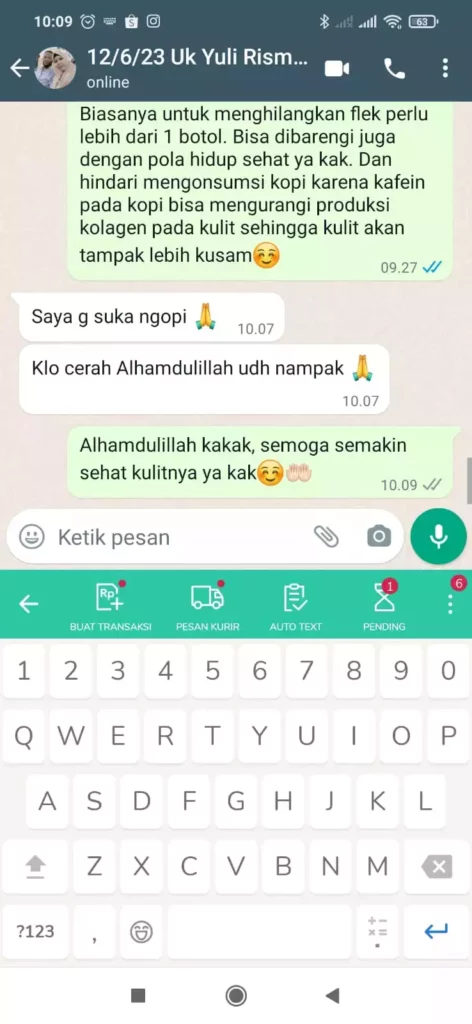 10:09
63
12/6/23 Uk Yuli Rism...
online
Biasanya untuk menghilangkan flek perlu
lebih dari 1 botol. Bisa dibarengi juga
dengan pola hidup sehat ya kak. Dan
hindari mengonsumsi kopi karena kafein
pada kopi bisa mengurangi produksi
kolagen pada kulit sehingga kulit akan
tampak lebih kusam☺️
09.27
Saya g suka ngopi 🙏
10.07
Klo cerah Alhamdulillah udh nampak 🙏
10.07
Alhamdulillah kakak, semoga semakin
sehat kulitnya ya kak☺️🤲🏻
10.09
Ketik pesan
Rp
1
6
BUAT TRANSAKSI PESAN KURIR AUTO TEXT PENDING
1 2 3 4 5 6 7 8 9 0
Q W E R T Y U I O P
A S D F G H J K L
Z X C V B N M
?123 ,
+ −
× =
.